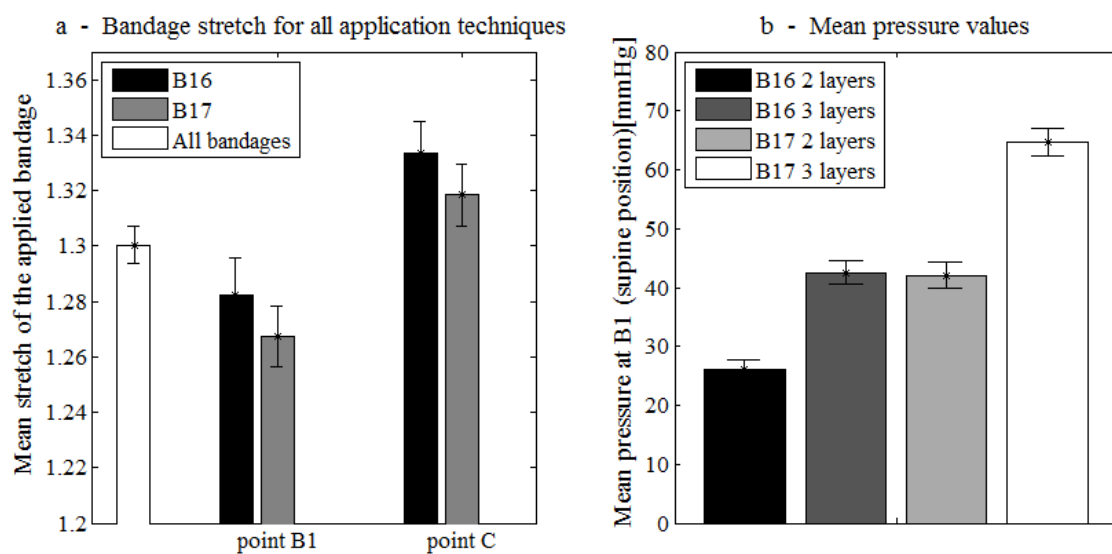 a - Bandage stretch for all application techniques
Mean stretch of the applied bandage
1.36
1.34
1.32
1.3
1.28
1.26
1.24
1.22
1.2
B16
B17
All bandages
point B1
point C
b - Mean pressure values
Mean pressure at B1 (supine position)[mmHg]
80
70
60
50
40
30
20
10
0
B16 2 layers
B16 3 layers
B17 2 layers
B17 3 layers